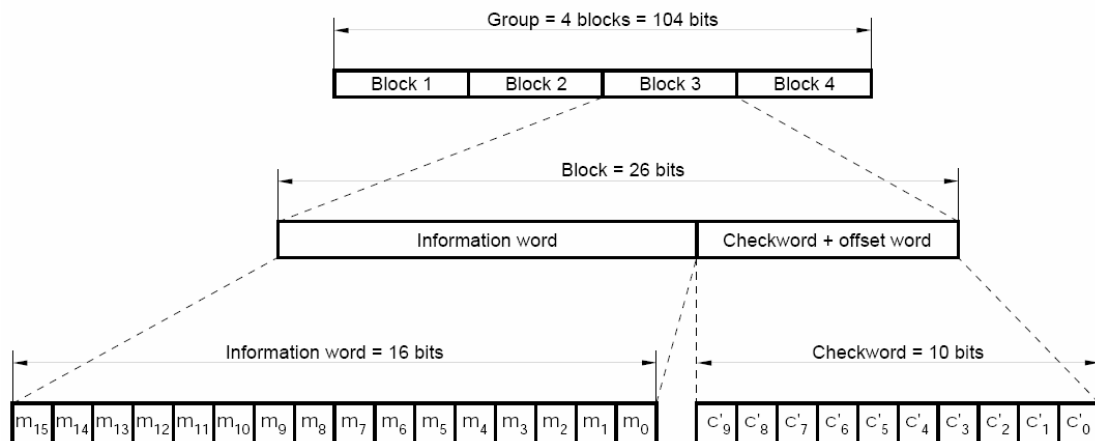 Group = 4 blocks = 104 bits
Block 1 Block 2 Block 3 Block 4
Block = 26 bits
Information word Checkword + offset word
Information word = 16 bits Checkword = 10 bits
m₁₅ m₁₄ m₁₃ m₁₂ m₁₁ m₁₀ m₉ m₈ m₇ m₆ m₅ m₄ m₃ m₂ m₁ m₀ c'₉ c'₈ c'₇ c'₆ c'₅ c'₄ c'₃ c'₂ c'₁ c'₀